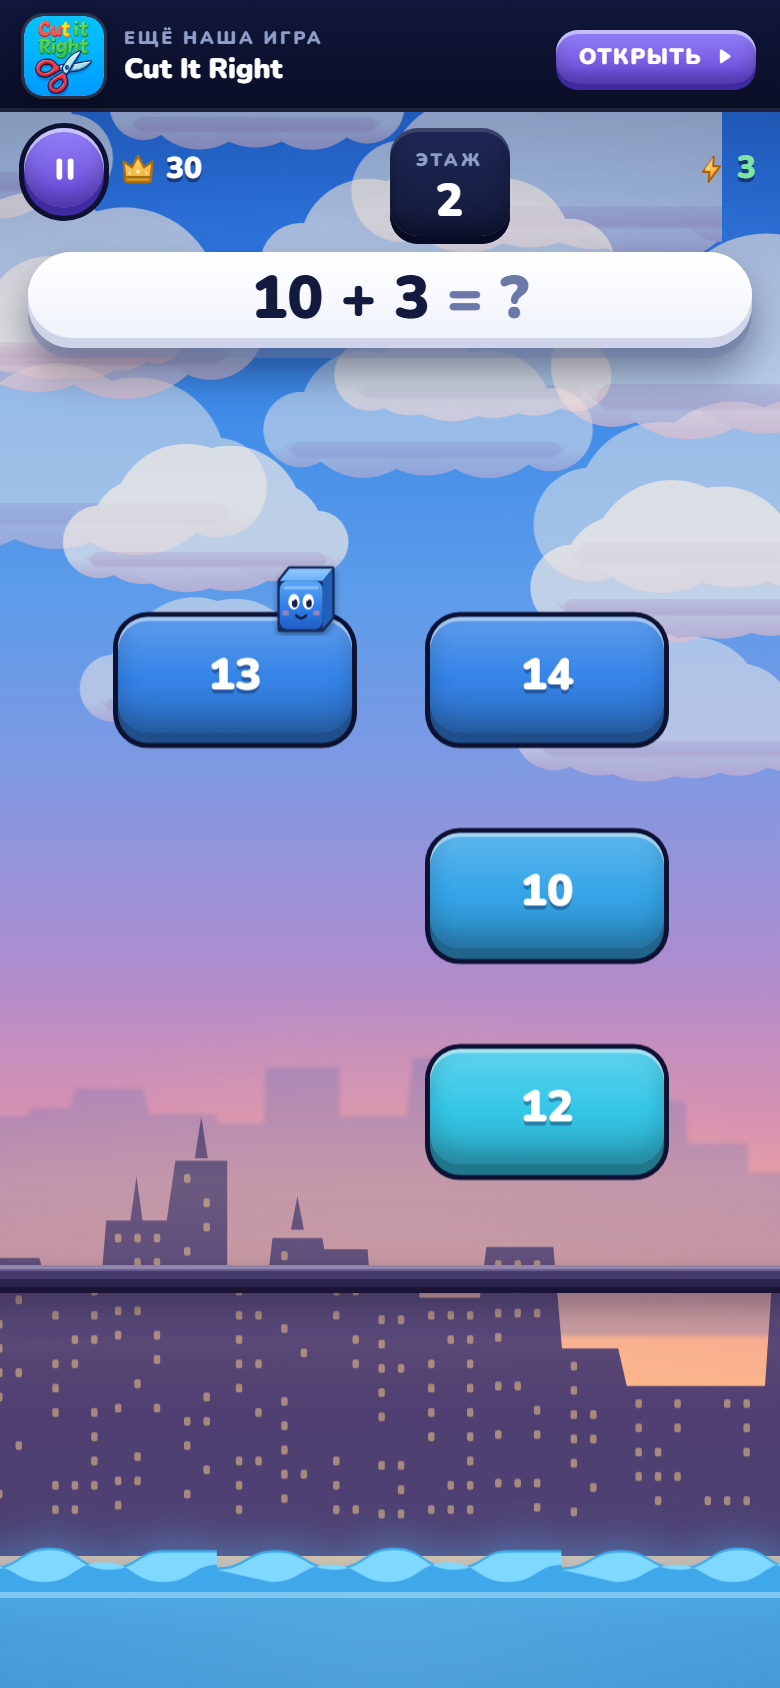 Cut it
Right
ЕЩЁ НАША ИГРА
Cut It Right
ОТКРЫТЬ
30
ЭТАЖ
2
3
10 + 3 = ?
13
14
10
12